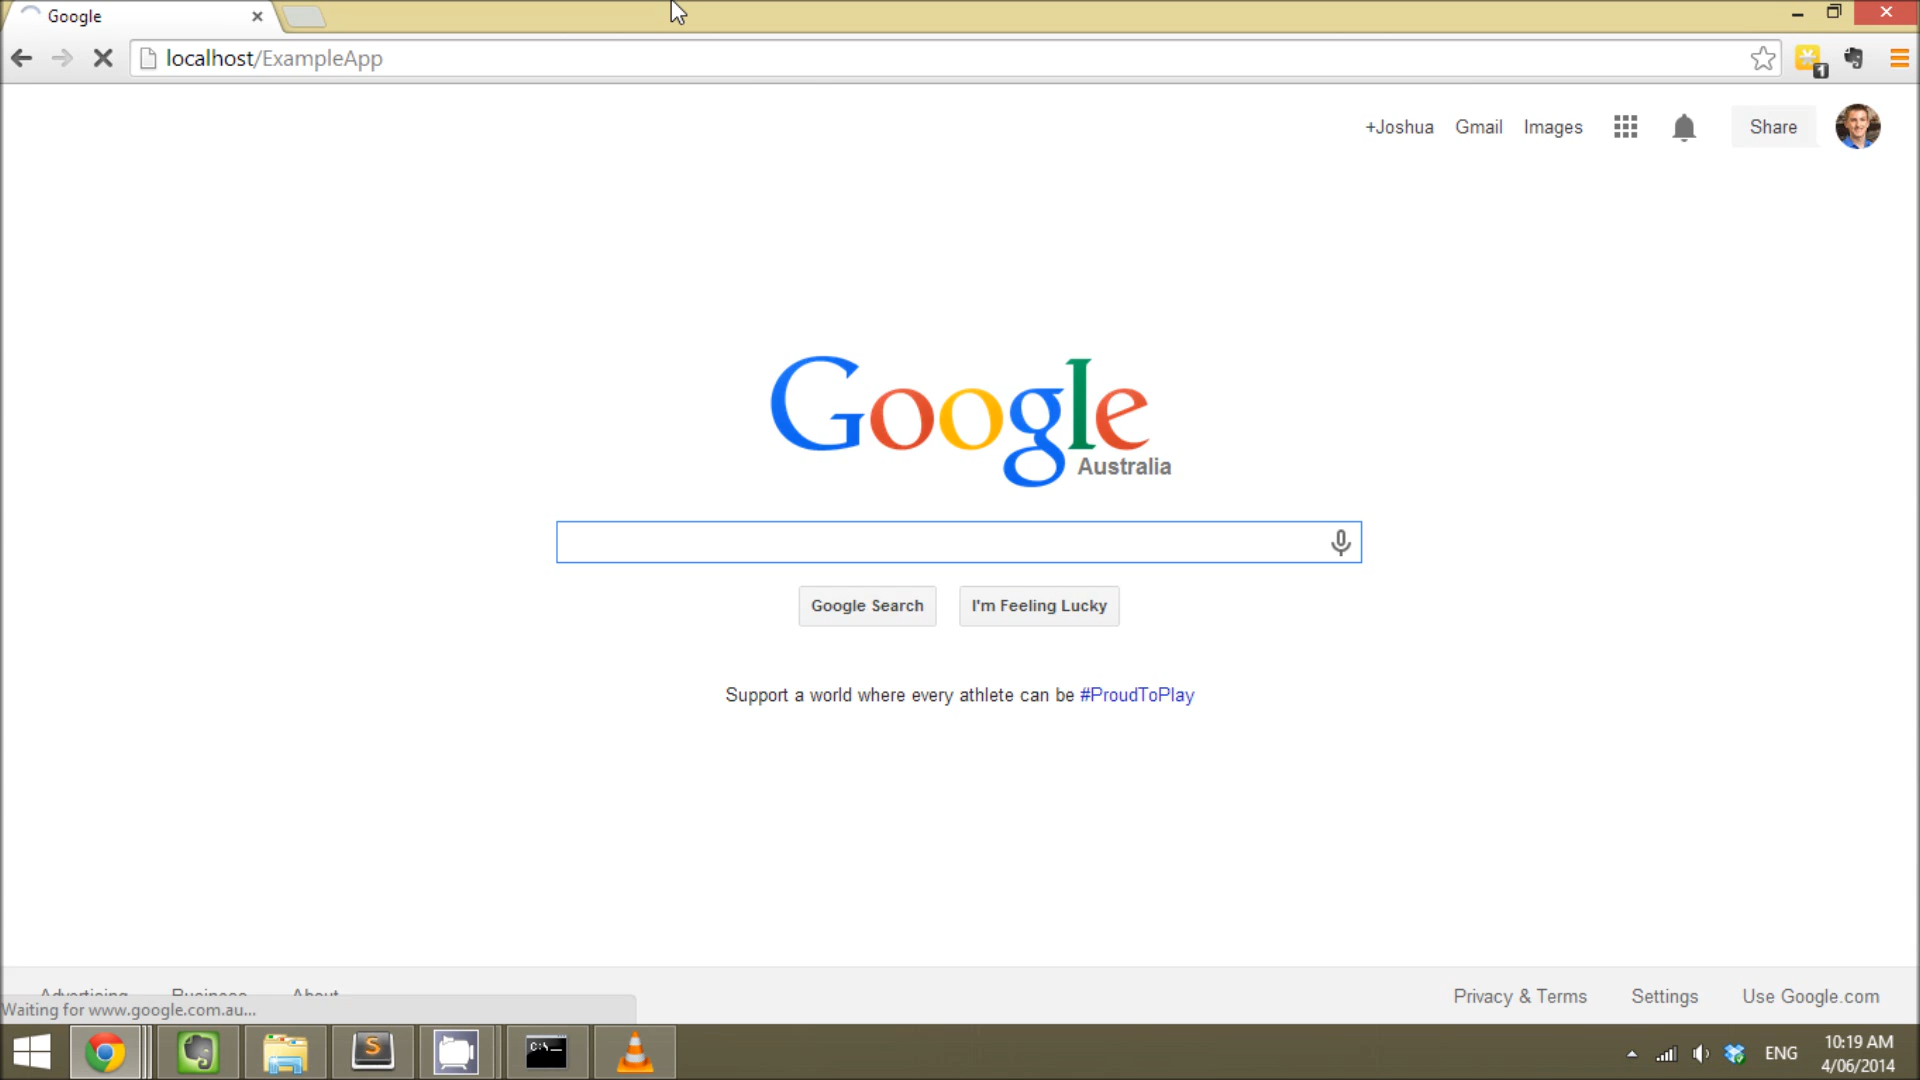 Google
localhost/ExampleApp
1
+Joshua Gmail Images Share
Google
Australia
Google Search I'm Feeling Lucky
Support a world where every athlete can be #ProudToPlay
Advertising Business About
Privacy & Terms Settings Use Google.com
Waiting for www.google.com.au...
S
C:\
ENG
10:19 AM
4/06/2014